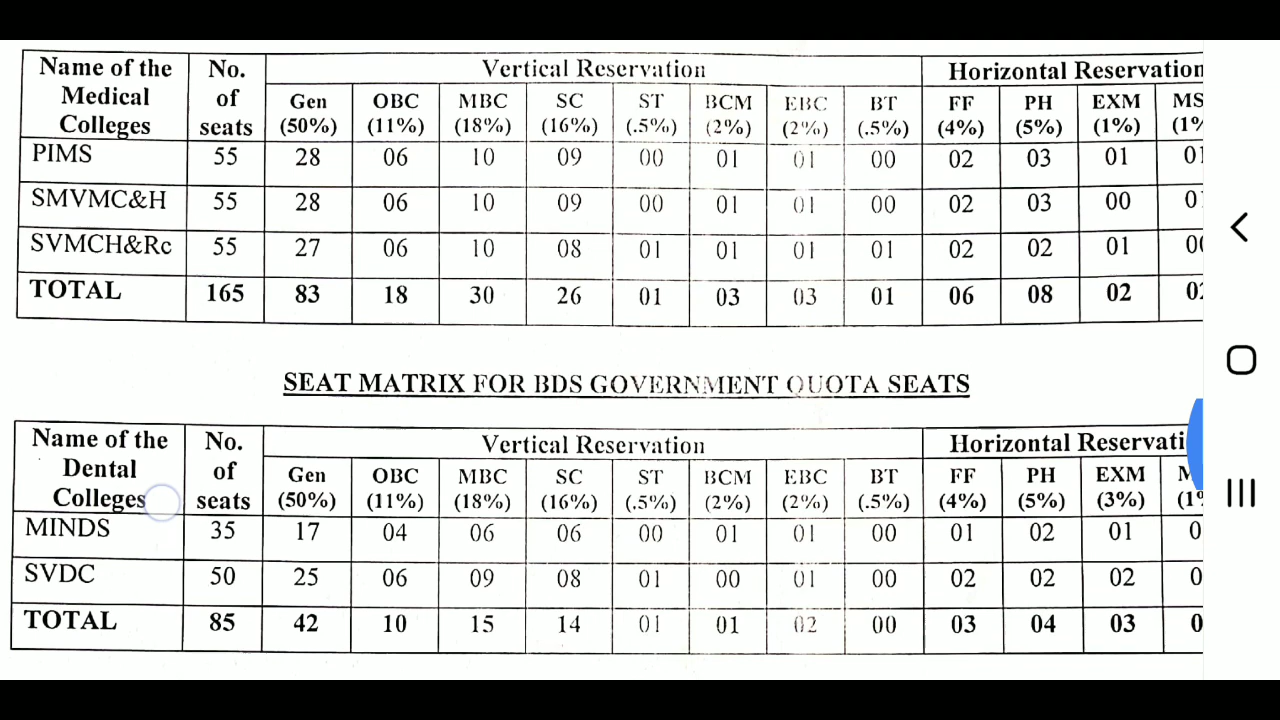 Name of the Medical Colleges No. of seats Vertical Reservation Horizontal Reservation
Gen (50%) OBC (11%) MBC (18%) SC (16%) ST (.5%) BCM (2%) EBC (2%) BT (.5%) FF (4%) PH (5%) EXM (1%) MS (1%
PIMS 55 28 06 10 09 00 01 01 00 02 03 01 01
SMVMC&H 55 28 06 10 09 00 01 01 00 02 03 00 01
SVMCH&Rc 55 27 06 10 08 01 01 01 01 02 02 01 00
TOTAL 165 83 18 30 26 01 03 03 01 06 08 02 02
SEAT MATRIX FOR BDS GOVERNMENT QUOTA SEATS
Name of the Dental Colleges No. of seats Vertical Reservation Horizontal Reservati
Gen (50%) OBC (11%) MBC (18%) SC (16%) ST (.5%) BCM (2%) EBC (2%) BT (.5%) FF (4%) PH (5%) EXM (3%) M (1%
MINDS 35 17 04 06 06 00 01 01 00 01 02 01 0
SVDC 50 25 06 09 08 01 00 01 00 02 02 02 0
TOTAL 85 42 10 15 14 01 01 02 00 03 04 03 0